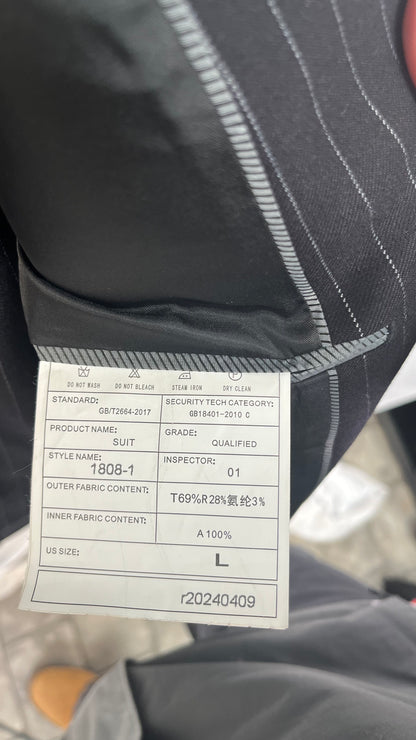 DO NOT WASH DO NOT BLEACH STEAM IRON DRY CLEAN
STANDARD: GB/T2664-2017
SECURITY TECH CATEGORY: GB18401-2010 C
PRODUCT NAME: SUIT
GRADE: QUALIFIED
STYLE NAME: 1808-1
INSPECTOR: 01
OUTER FABRIC CONTENT: T69%R28%氨纶3%
INNER FABRIC CONTENT: A100%
US SIZE: L
r20240409